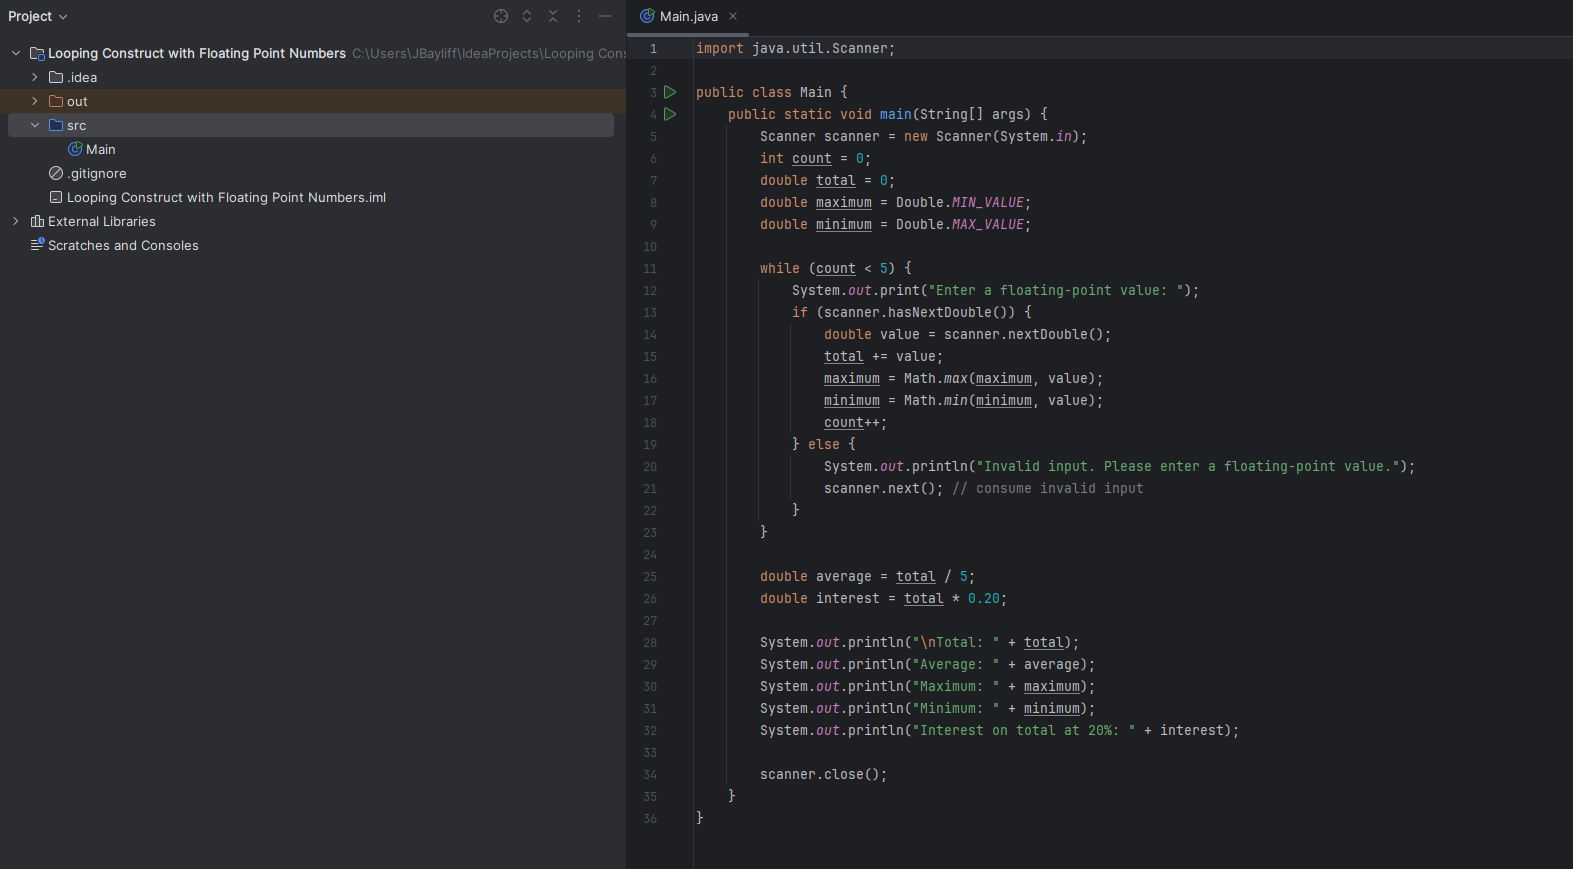 Project
Looping Construct with Floating Point Numbers C:\Users\JBayliff\IdeaProjects\Looping Cons
.idea
out
src
Main
.gitignore
Looping Construct with Floating Point Numbers.iml
External Libraries
Scratches and Consoles
Main.java
1 import java.util.Scanner;
2
3 public class Main {
4 public static void main(String[] args) {
5 Scanner scanner = new Scanner(System.in);
6 int count = 0;
7 double total = 0;
8 double maximum = Double.MIN_VALUE;
9 double minimum = Double.MAX_VALUE;
10
11 while (count < 5) {
12 System.out.print("Enter a floating-point value: ");
13 if (scanner.hasNextDouble()) {
14 double value = scanner.nextDouble();
15 total += value;
16 maximum = Math.max(maximum, value);
17 minimum = Math.min(minimum, value);
18 count++;
19 } else {
20 System.out.println("Invalid input. Please enter a floating-point value.");
21 scanner.next(); // consume invalid input
22 }
23 }
24
25 double average = total / 5;
26 double interest = total * 0.20;
27
28 System.out.println("\nTotal: " + total);
29 System.out.println("Average: " + average);
30 System.out.println("Maximum: " + maximum);
31 System.out.println("Minimum: " + minimum);
32 System.out.println("Interest on total at 20%: " + interest);
33
34 scanner.close();
35 }
36 }